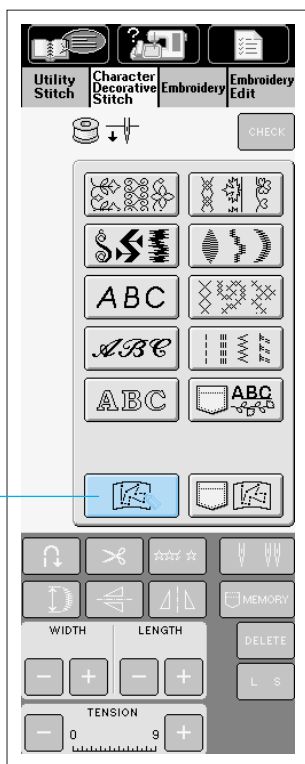 Utility
Stitch
Character
Decorative
Stitch
Embroidery
Embroidery
Edit
CHECK
ABC
ABC
ABC
ABC
MEMORY
WIDTH
LENGTH
DELETE
− + − +
L S
TENSION
− 0 9 +